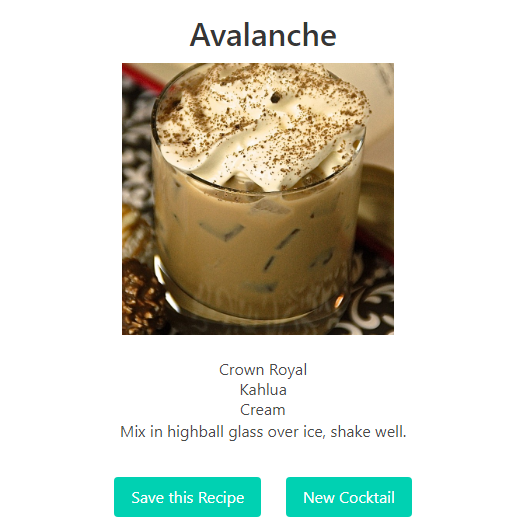 Avalanche
Crown Royal
Kahlua
Cream
Mix in highball glass over ice, shake well.
Save this Recipe
New Cocktail